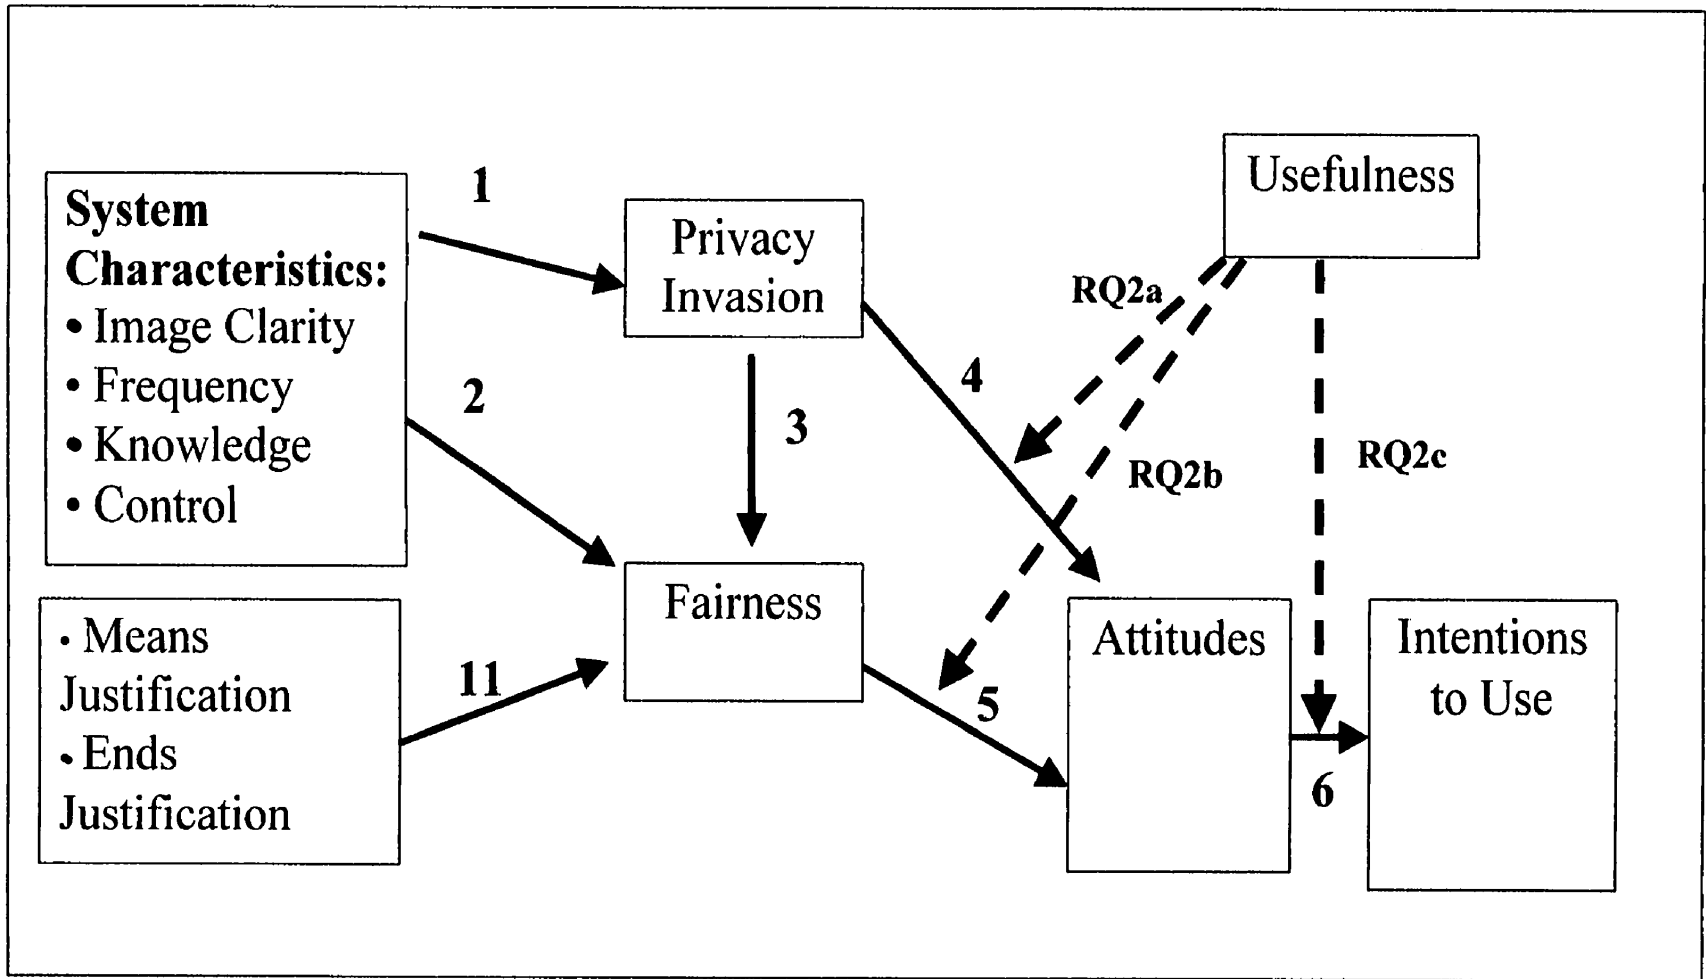 System
Characteristics:
• Image Clarity
• Frequency
• Knowledge
• Control
• Means
Justification
• Ends
Justification
1
2
11
Privacy
Invasion
3
Fairness
4
5
Usefulness
RQ2a
RQ2b
RQ2c
Attitudes
6
Intentions
to Use